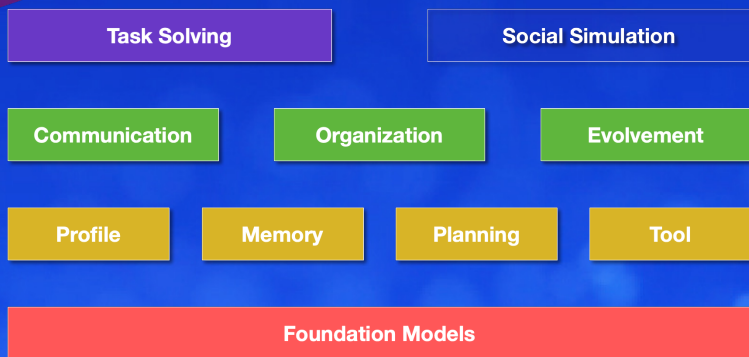 Task Solving
Social Simulation
Communication
Organization
Evolvement
Profile
Memory
Planning
Tool
Foundation Models